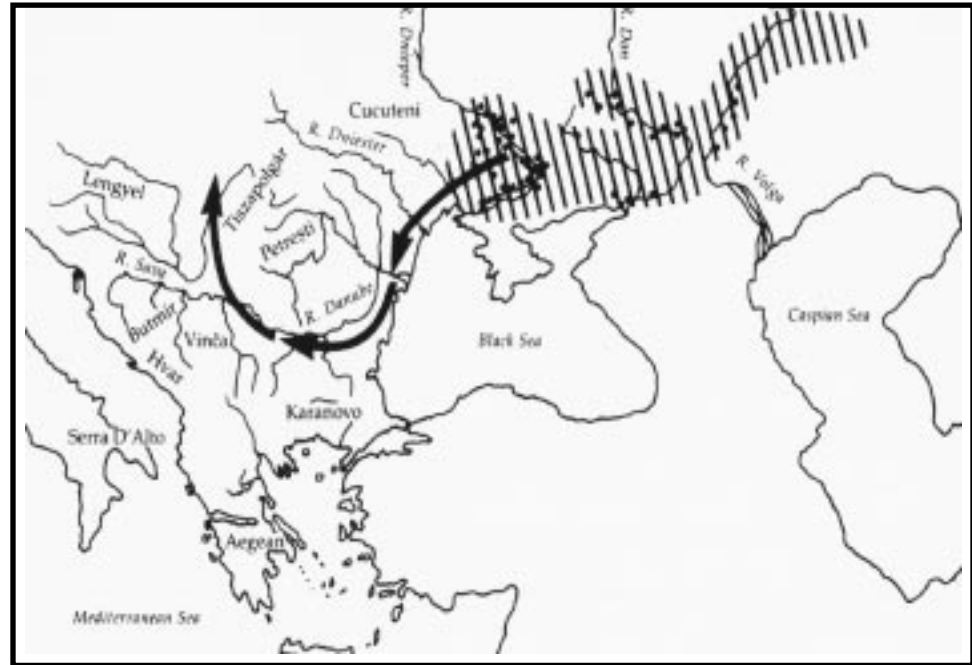 R. Dnieper
R. Don
Cucuteni
R. Dniester
R. Volga
Lengyel
Tiszapolgár
Petreşti
R. Sava
R. Danube
Butmir
Vinča
Hvar
Black Sea
Caspian Sea
Karanovo
Serra D'Alto
Aegean
Mediterranean Sea